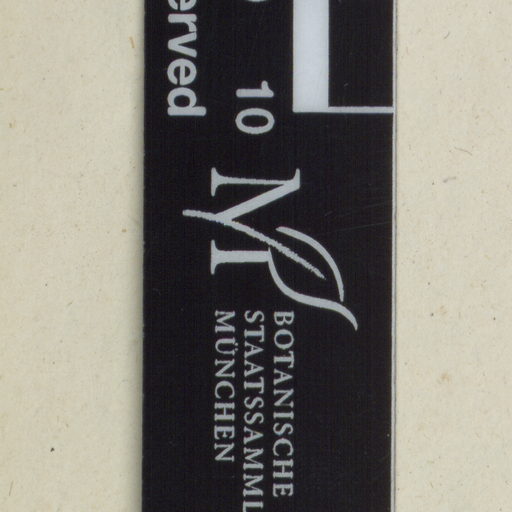 erved
10
M
BOTANISCHE
STAATSSAMML
MÜNCHEN